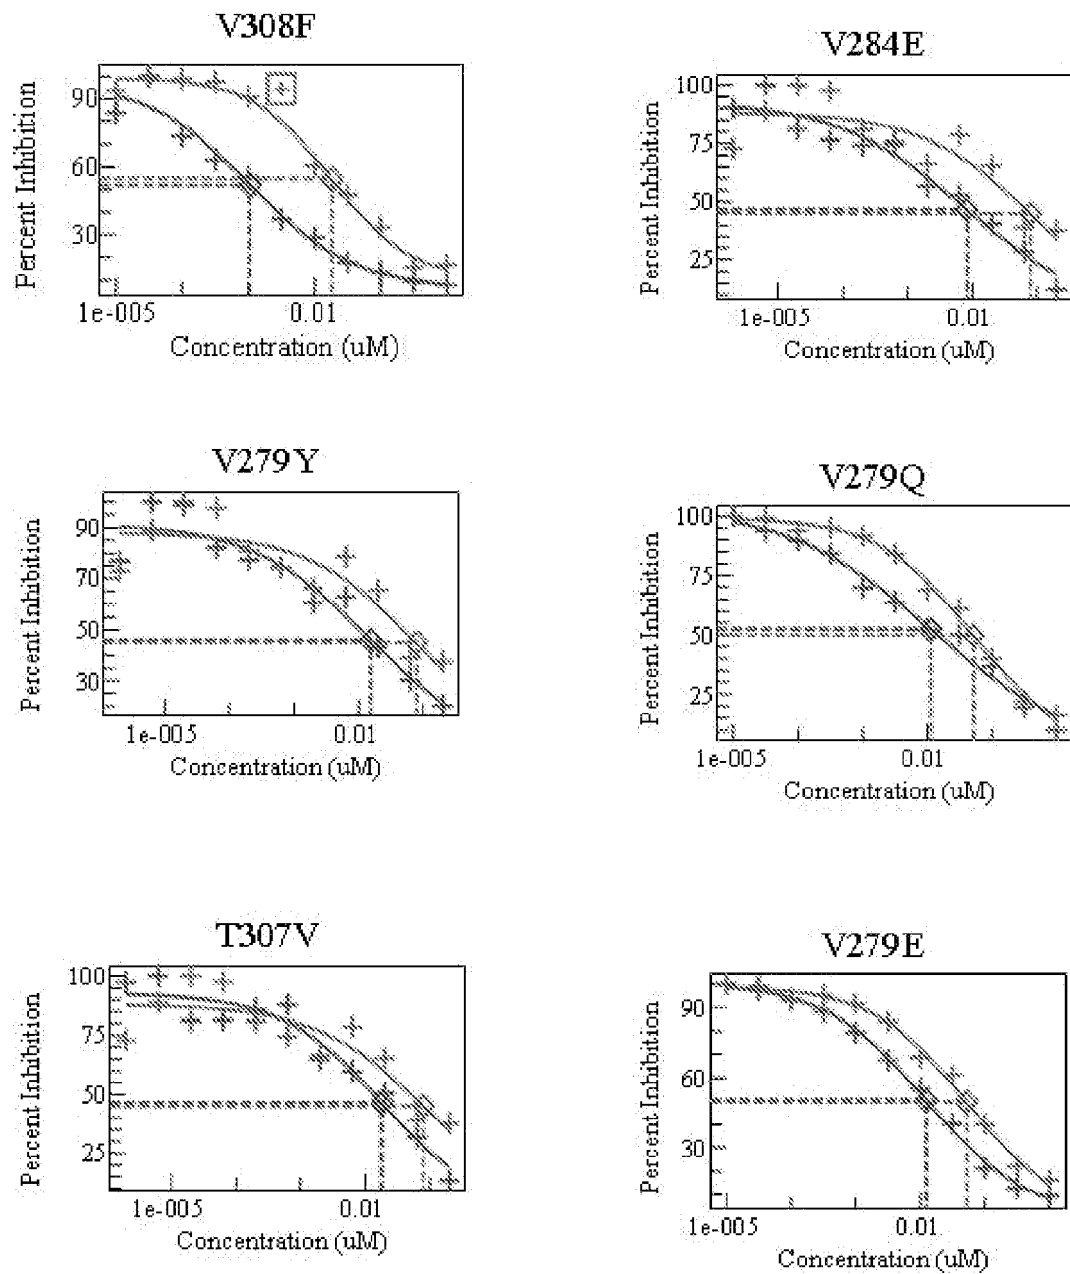 V308F
V284E
Percent Inhibition
90
60
30
1e-005
0.01
Concentration (uM)
Percent Inhibition
100
75
50
25
1e-005
0.01
Concentration (uM)
V279Y
V279Q
Percent Inhibition
90
70
50
30
1e-005
0.01
Concentration (uM)
Percent Inhibition
100
75
50
25
1e-005
0.01
Concentration (uM)
T307V
V279E
Percent Inhibition
100
75
50
25
1e-005
0.01
Concentration (uM)
Percent Inhibition
90
60
30
1e-005
0.01
Concentration (uM)